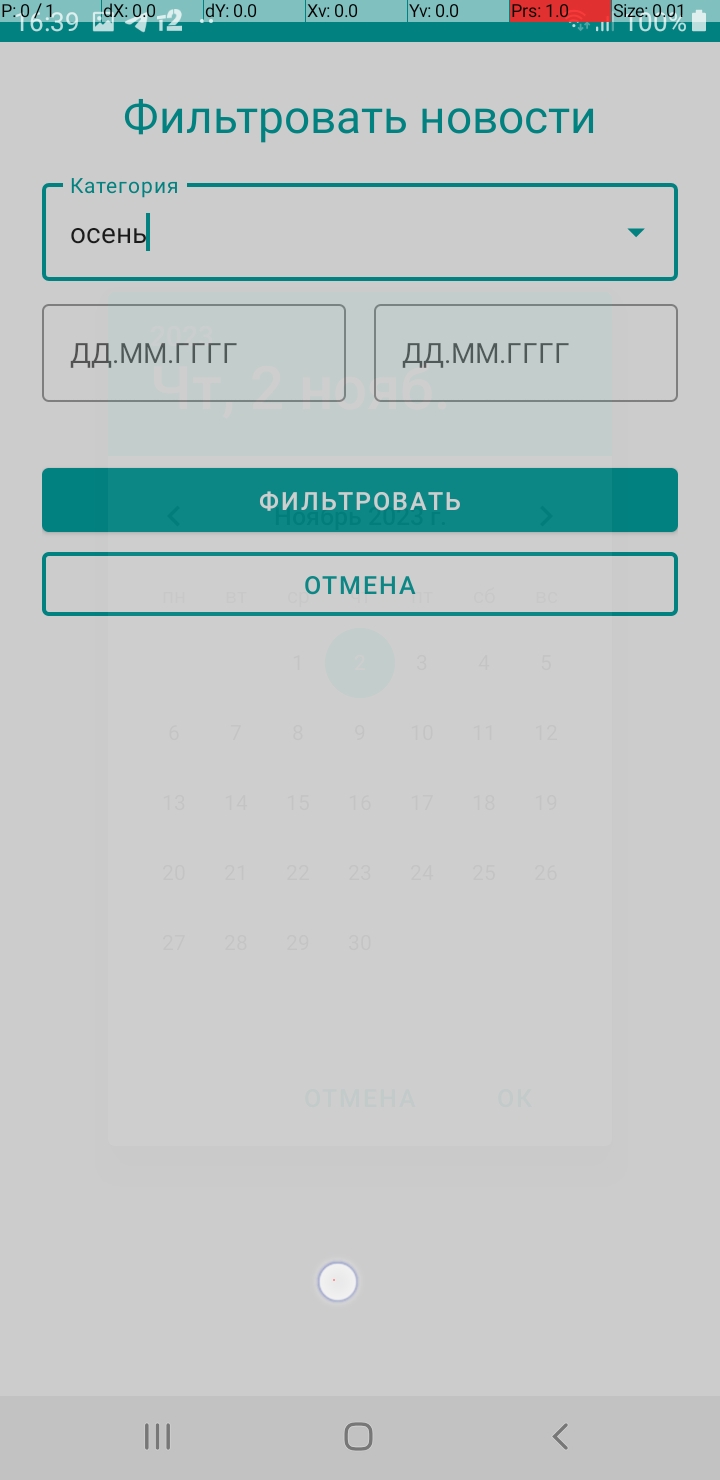 P: 0 / 1 dX: 0.0 dY: 0.0 Xv: 0.0 Yv: 0.0 Prs: 1.0 Size: 0.01
16:39 т2 100%
Фильтровать новости
Категория
осень
2023
ДД.ММ.ГГГГ ДД.ММ.ГГГГ
Чт, 2 нояб.
ФИЛЬТРОВАТЬ
Ноябрь 2023 г.
ОТМЕНА
пн вт ср чт пт сб вс
1 2 3 4 5
6 7 8 9 10 11 12
13 14 15 16 17 18 19
20 21 22 23 24 25 26
27 28 29 30
ОТМЕНА ОК